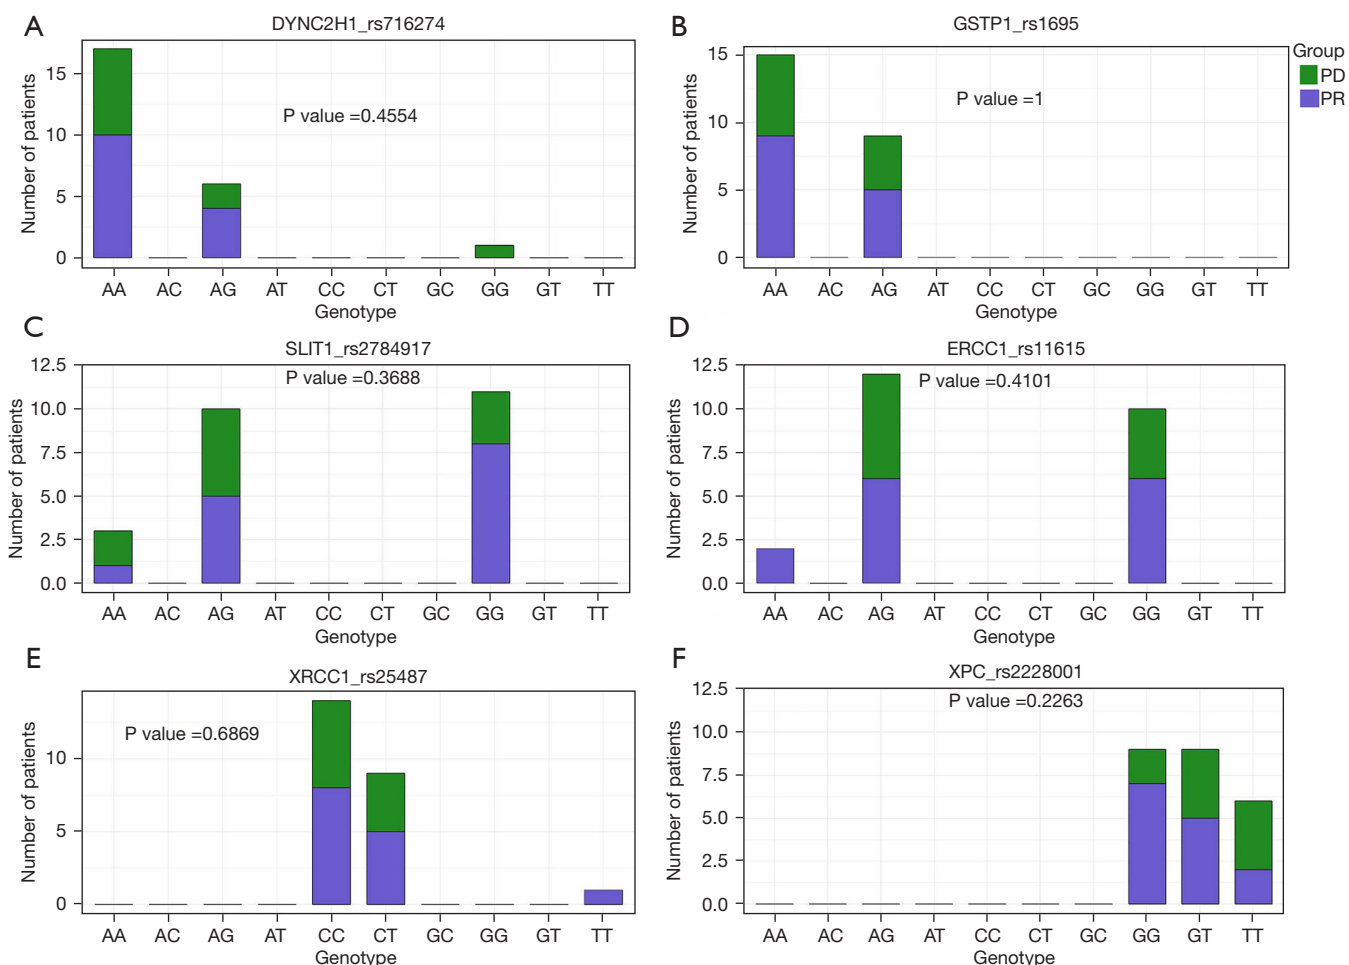 A
DYNC2H1_rs716274
Number of patients
15
10
5
0
P value =0.4554
AA AC AG AT CC CT GC GG GT TT
Genotype
B
GSTP1_rs1695
Number of patients
15
10
5
0
P value =1
AA AC AG AT CC CT GC GG GT TT
Genotype
Group
PD
PR
C
SLIT1_rs2784917
Number of patients
12.5
10.0
7.5
5.0
2.5
0.0
P value =0.3688
AA AC AG AT CC CT GC GG GT TT
Genotype
D
ERCC1_rs11615
Number of patients
12.5
10.0
7.5
5.0
2.5
0.0
P value =0.4101
AA AC AG AT CC CT GC GG GT TT
Genotype
E
XRCC1_rs25487
Number of patients
10
5
0
P value =0.6869
AA AC AG AT CC CT GC GG GT TT
Genotype
F
XPC_rs2228001
Number of patients
12.5
10.0
7.5
5.0
2.5
0.0
P value =0.2263
AA AC AG AT CC CT GC GG GT TT
Genotype